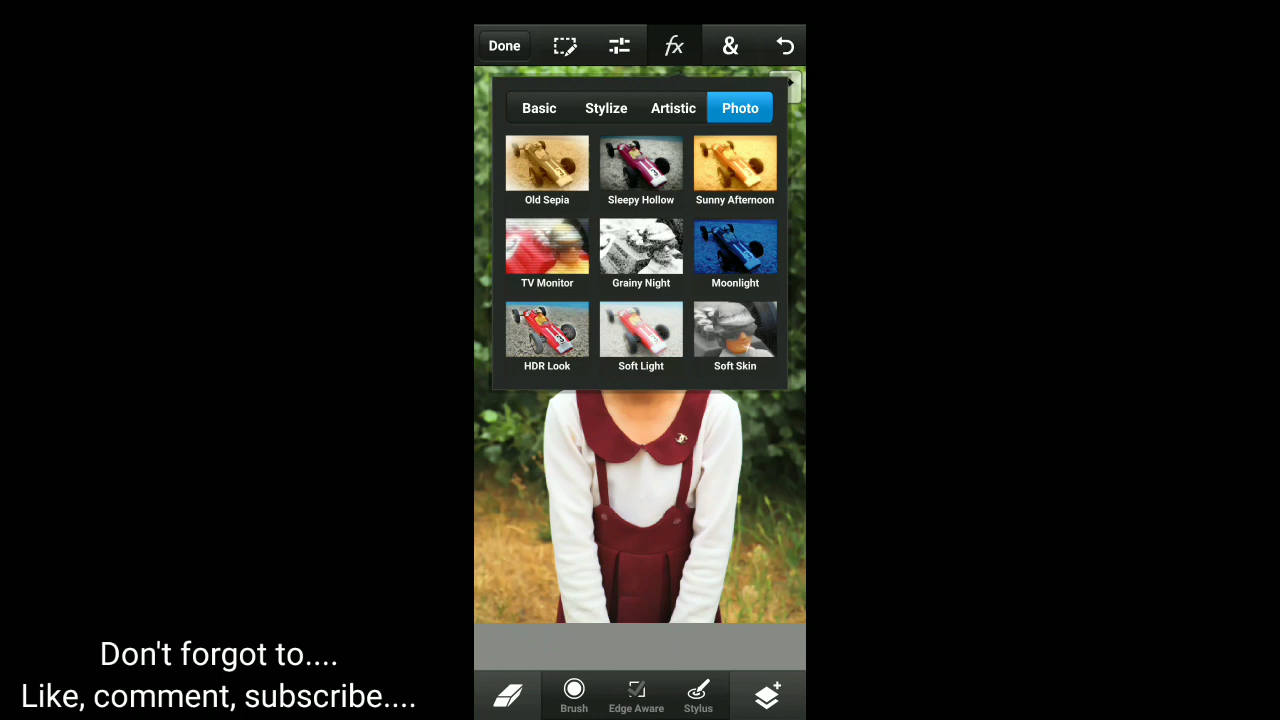 Done fx &
Basic Stylize Artistic Photo
Old Sepia Sleepy Hollow Sunny Afternoon
TV Monitor Grainy Night Moonlight
HDR Look Soft Light Soft Skin
Don't forgot to....
Like, comment, subscribe....
Brush Edge Aware Stylus